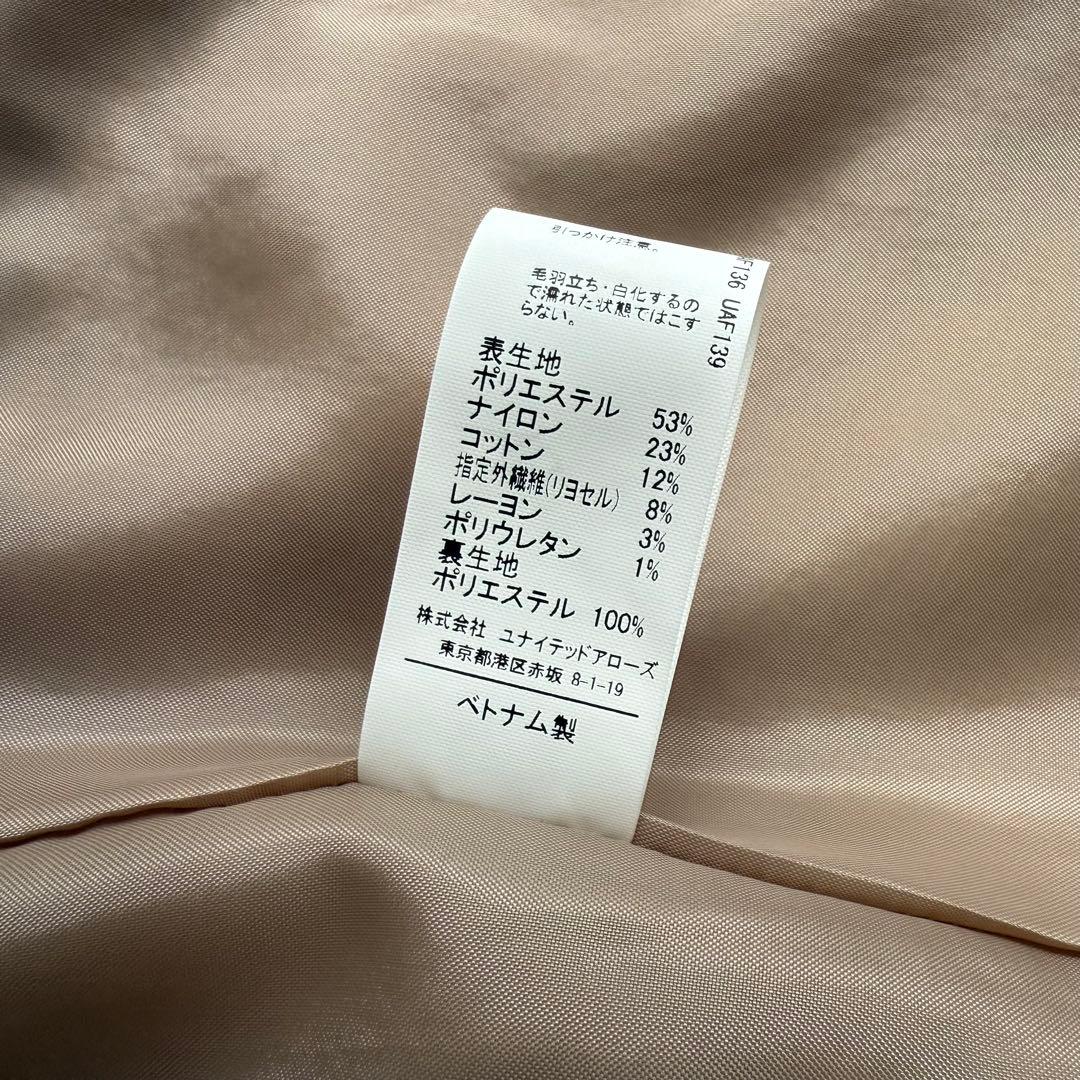 引っかけ注意。
毛羽立ち・白化するの
で濡れた状態ではこす
らない。
表生地
ポリエステル 53%
ナイロン 23%
コットン 12%
指定外繊維(リヨセル) 8%
レーヨン 3%
ポリウレタン 1%
裏生地
ポリエステル 100%
株式会社 ユナイテッドアローズ
東京都港区赤坂 8-1-19
ベトナム製
F136 UAF139